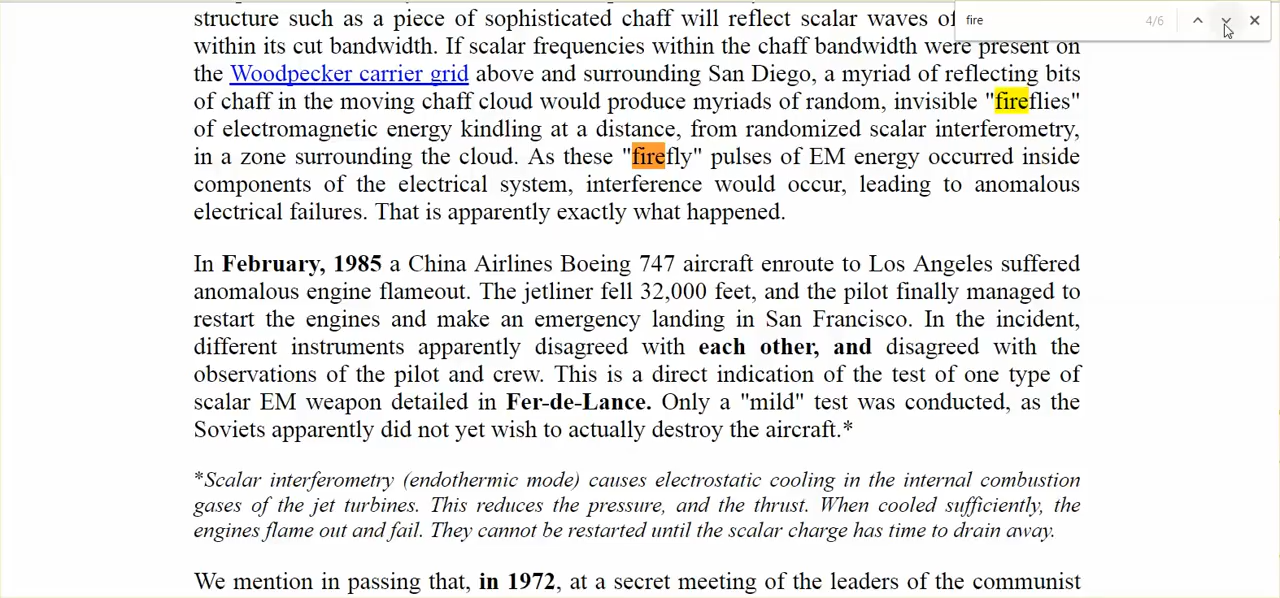 structure such as a piece of sophisticated chaff will reflect scalar waves of
fire 4/6
within its cut bandwidth. If scalar frequencies within the chaff bandwidth were present on
the Woodpecker carrier grid above and surrounding San Diego, a myriad of reflecting bits
of chaff in the moving chaff cloud would produce myriads of random, invisible "fireflies"
of electromagnetic energy kindling at a distance, from randomized scalar interferometry,
in a zone surrounding the cloud. As these "firefly" pulses of EM energy occurred inside
components of the electrical system, interference would occur, leading to anomalous
electrical failures. That is apparently exactly what happened.
In February, 1985 a China Airlines Boeing 747 aircraft enroute to Los Angeles suffered
anomalous engine flameout. The jetliner fell 32,000 feet, and the pilot finally managed to
restart the engines and make an emergency landing in San Francisco. In the incident,
different instruments apparently disagreed with each other, and disagreed with the
observations of the pilot and crew. This is a direct indication of the test of one type of
scalar EM weapon detailed in Fer-de-Lance. Only a "mild" test was conducted, as the
Soviets apparently did not yet wish to actually destroy the aircraft.*
*Scalar interferometry (endothermic mode) causes electrostatic cooling in the internal combustion
gases of the jet turbines. This reduces the pressure, and the thrust. When cooled sufficiently, the
engines flame out and fail. They cannot be restarted until the scalar charge has time to drain away.
We mention in passing that, in 1972, at a secret meeting of the leaders of the communist